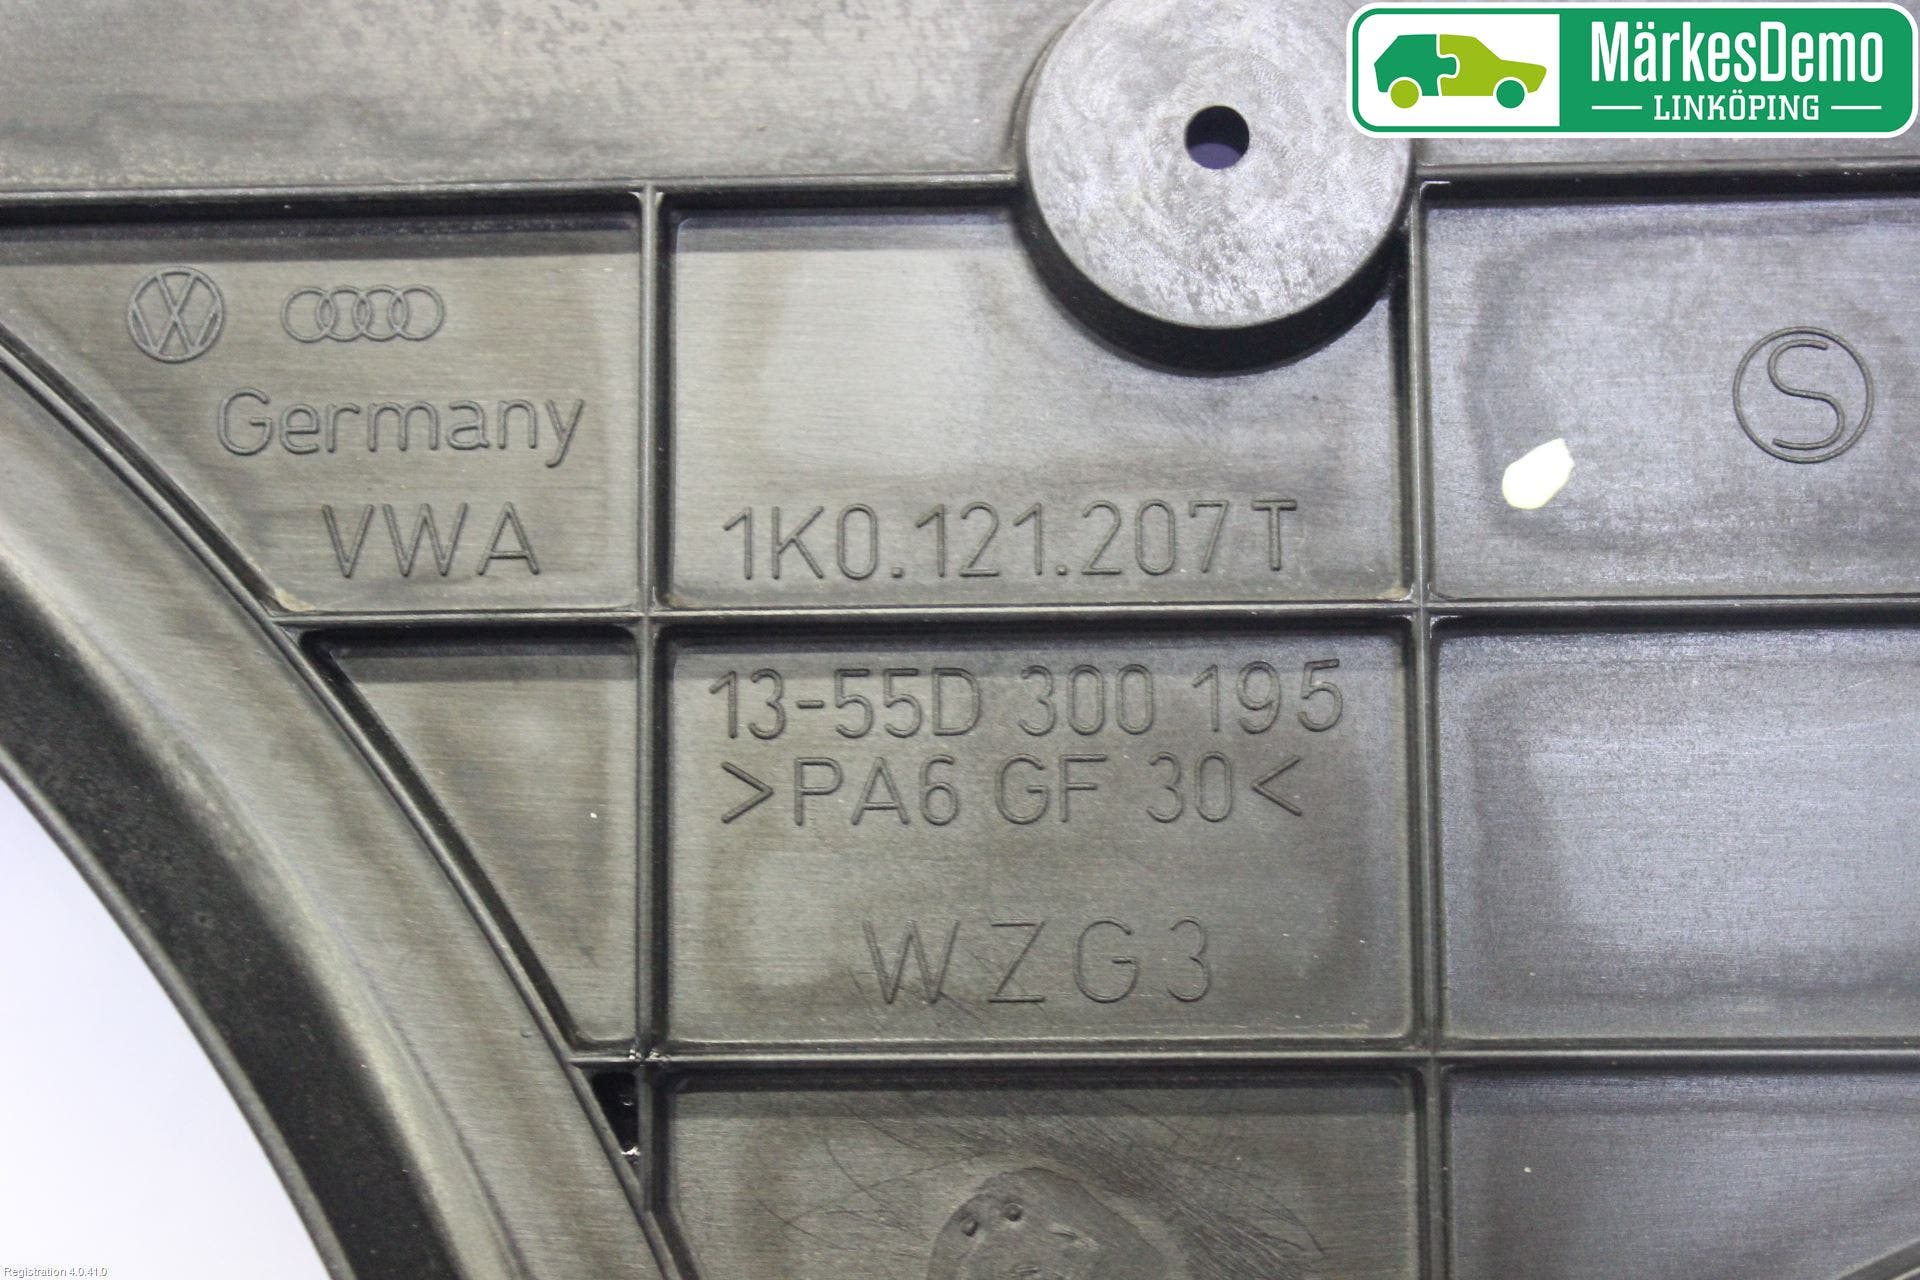 MärkesDemo
LINKÖPING
Germany
VWA
1K0.121.207 T
S
13-55D 300 195
>PA6 GF 30<
WZG3
Registration 4.0.41.0